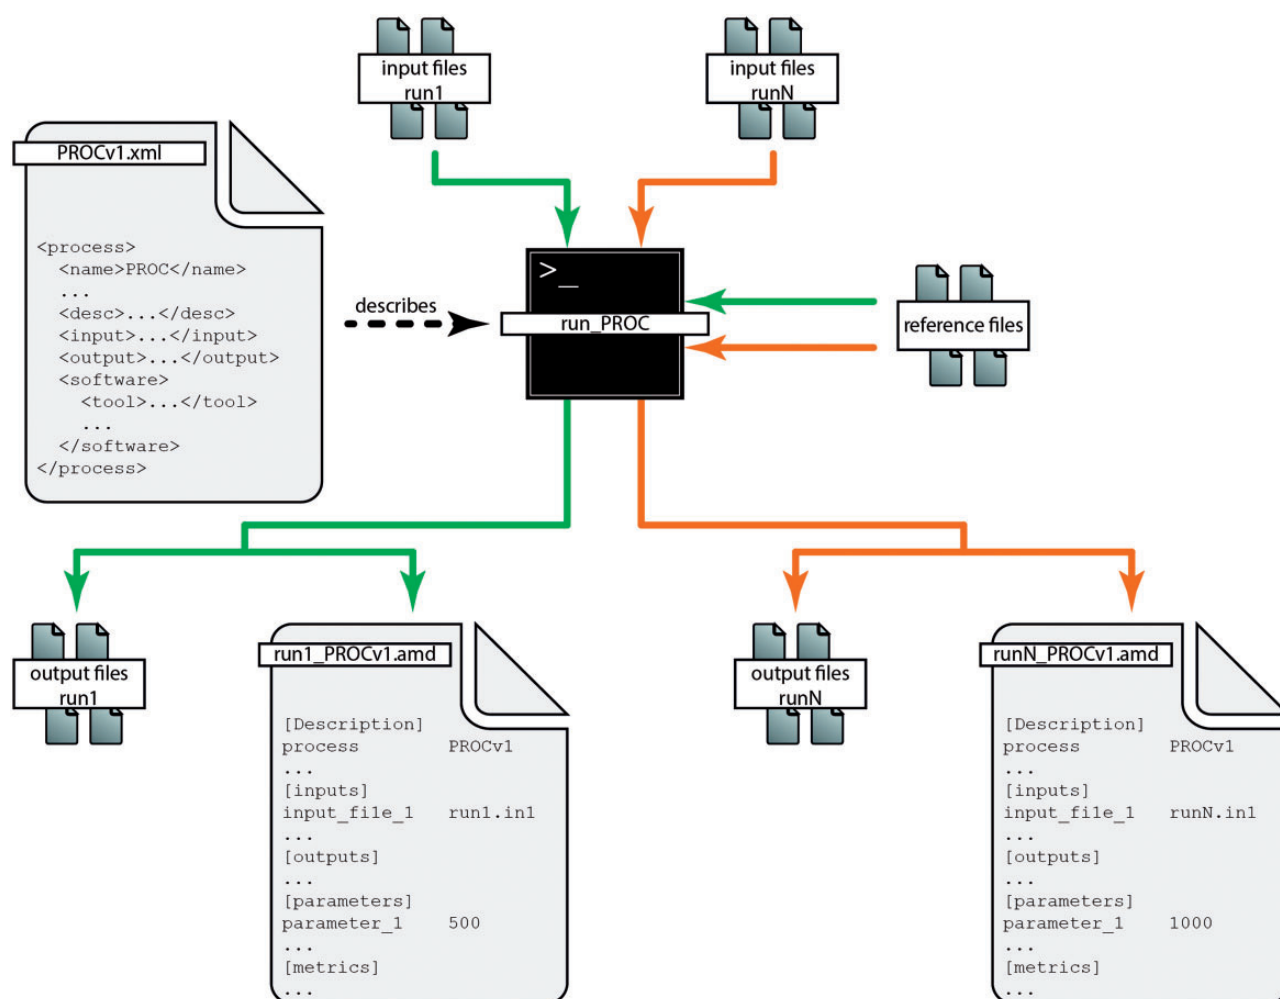 input files
run1
input files
runN
PROCv1.xml
<process>
<name>PROC</name>
...
<desc>...</desc>
<input>...</input>
<output>...</output>
<software>
<tool>...</tool>
...
</software>
</process>
describes
>_
run_PROC
reference files
output files
run1
run1_PROCv1.amd
[Description]
process PROCv1
...
[inputs]
input_file_1 run1.in1
...
[outputs]
...
[parameters]
parameter_1 500
...
[metrics]
...
output files
runN
runN_PROCv1.amd
[Description]
process PROCv1
...
[inputs]
input_file_1 runN.in1
...
[outputs]
...
[parameters]
parameter_1 1000
...
[metrics]
...